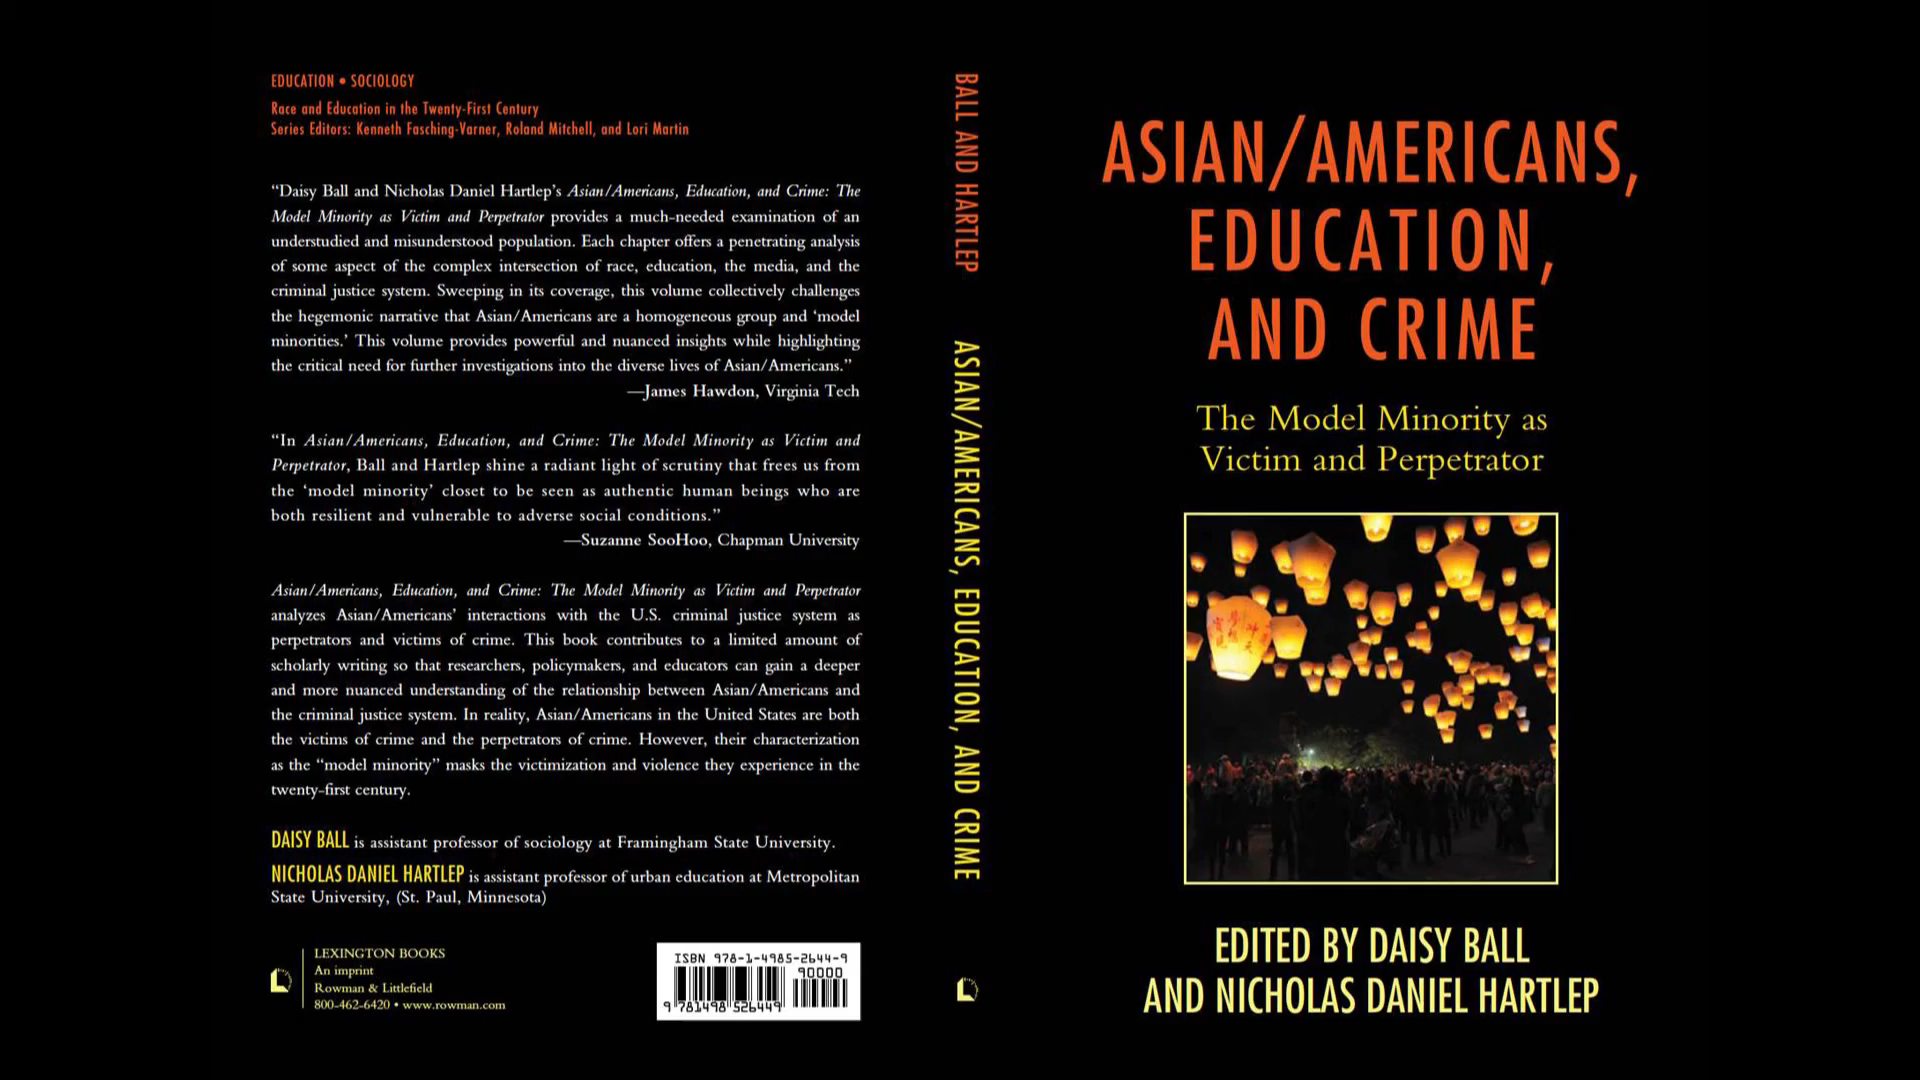 EDUCATION • SOCIOLOGY
Race and Education in the Twenty-First Century
Series Editors: Kenneth Fasching-Varner, Roland Mitchell, and Lori Martin
“Daisy Ball and Nicholas Daniel Hartlep’s Asian/Americans, Education, and Crime: The
Model Minority as Victim and Perpetrator provides a much-needed examination of an
understudied and misunderstood population. Each chapter offers a penetrating analysis
of some aspect of the complex intersection of race, education, the media, and the
criminal justice system. Sweeping in its coverage, this volume collectively challenges
the hegemonic narrative that Asian/Americans are a homogeneous group and ‘model
minorities.’ This volume provides powerful and nuanced insights while highlighting
the critical need for further investigations into the diverse lives of Asian/Americans.”
—James Hawdon, Virginia Tech
“In Asian/Americans, Education, and Crime: The Model Minority as Victim and
Perpetrator, Ball and Hartlep shine a radiant light of scrutiny that frees us from
the ‘model minority’ closet to be seen as authentic human beings who are
both resilient and vulnerable to adverse social conditions.”
—Suzanne SooHoo, Chapman University
Asian/Americans, Education, and Crime: The Model Minority as Victim and Perpetrator
analyzes Asian/Americans’ interactions with the U.S. criminal justice system as
perpetrators and victims of crime. This book contributes to a limited amount of
scholarly writing so that researchers, policymakers, and educators can gain a deeper
and more nuanced understanding of the relationship between Asian/Americans and
the criminal justice system. In reality, Asian/Americans in the United States are both
the victims of crime and the perpetrators of crime. However, their characterization
as the “model minority” masks the victimization and violence they experience in the
twenty-first century.
DAISY BALL is assistant professor of sociology at Framingham State University.
NICHOLAS DANIEL HARTLEP is assistant professor of urban education at Metropolitan
State University, (St. Paul, Minnesota)
LEXINGTON BOOKS
An imprint
Rowman & Littlefield
800-462-6420 • www.rowman.com
ISBN 978-1-4985-2644-9
90000
9 781498 526449
BALL AND HARTLEP
ASIAN/AMERICANS, EDUCATION, AND CRIME
ASIAN/AMERICANS,
EDUCATION,
AND CRIME
The Model Minority as
Victim and Perpetrator
EDITED BY DAISY BALL
AND NICHOLAS DANIEL HARTLEP